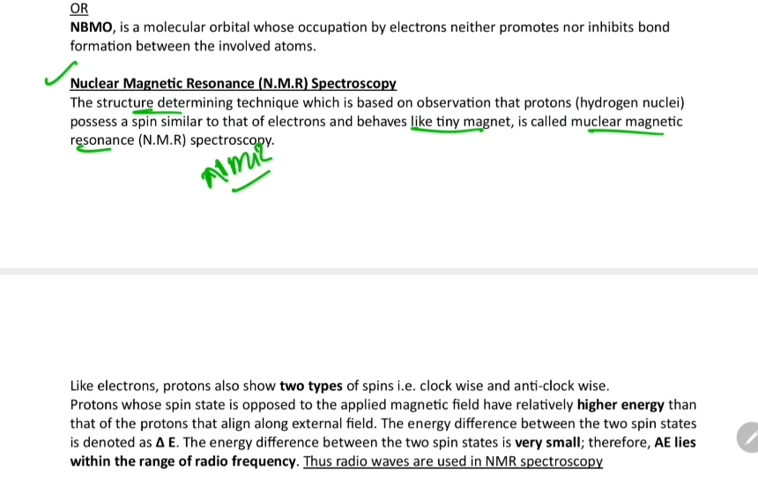 OR
NBMO, is a molecular orbital whose occupation by electrons neither promotes nor inhibits bond
formation between the involved atoms.
Nuclear Magnetic Resonance (N.M.R) Spectroscopy
The structure determining technique which is based on observation that protons (hydrogen nuclei)
possess a spin similar to that of electrons and behaves like tiny magnet, is called muclear magnetic
resonance (N.M.R) spectroscopy.
NMR
Like electrons, protons also show two types of spins i.e. clock wise and anti-clock wise.
Protons whose spin state is opposed to the applied magnetic field have relatively higher energy than
that of the protons that align along external field. The energy difference between the two spin states
is denoted as Δ E. The energy difference between the two spin states is very small; therefore, AE lies
within the range of radio frequency. Thus radio waves are used in NMR spectroscopy